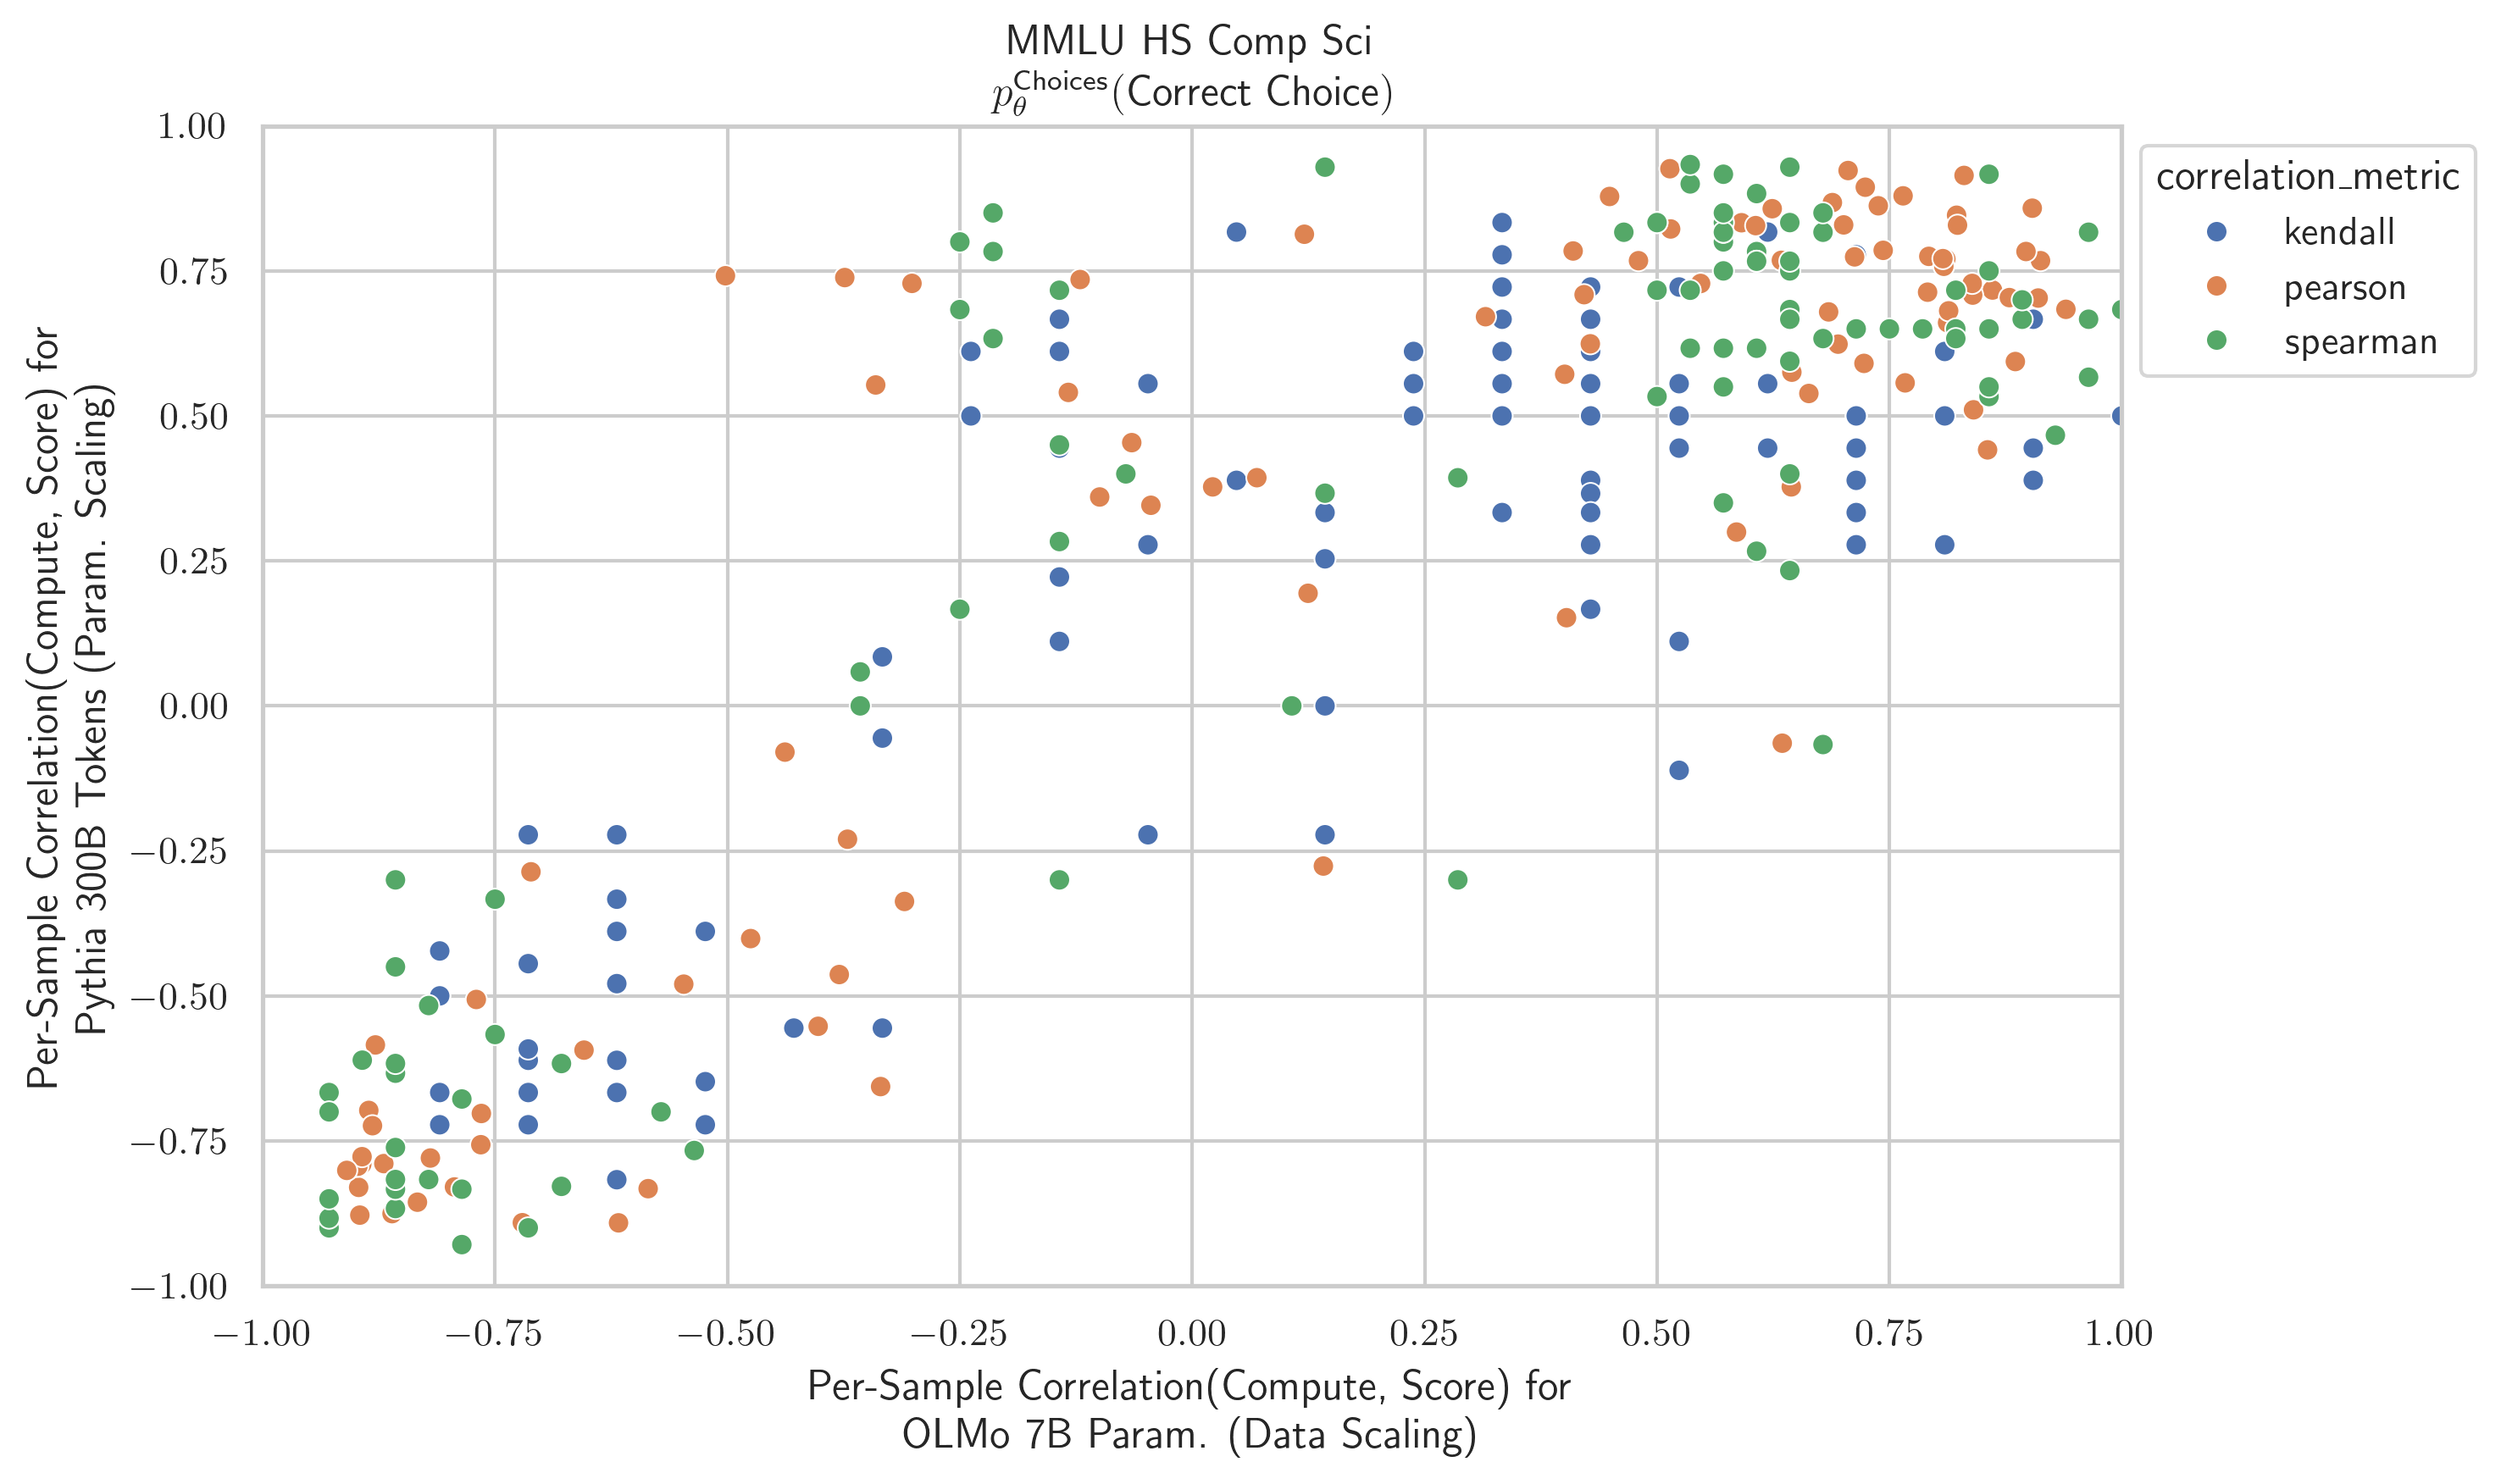 MMLU HS Comp Sci
p_θ^Choices(Correct Choice)
1.00
0.75
0.50
0.25
0.00
−0.25
−0.50
−0.75
−1.00
Per-Sample Correlation(Compute, Score) for
Pythia 300B Tokens (Param. Scaling)
correlation_metric
kendall
pearson
spearman
−1.00 −0.75 −0.50 −0.25 0.00 0.25 0.50 0.75 1.00
Per-Sample Correlation(Compute, Score) for
OLMo 7B Param. (Data Scaling)